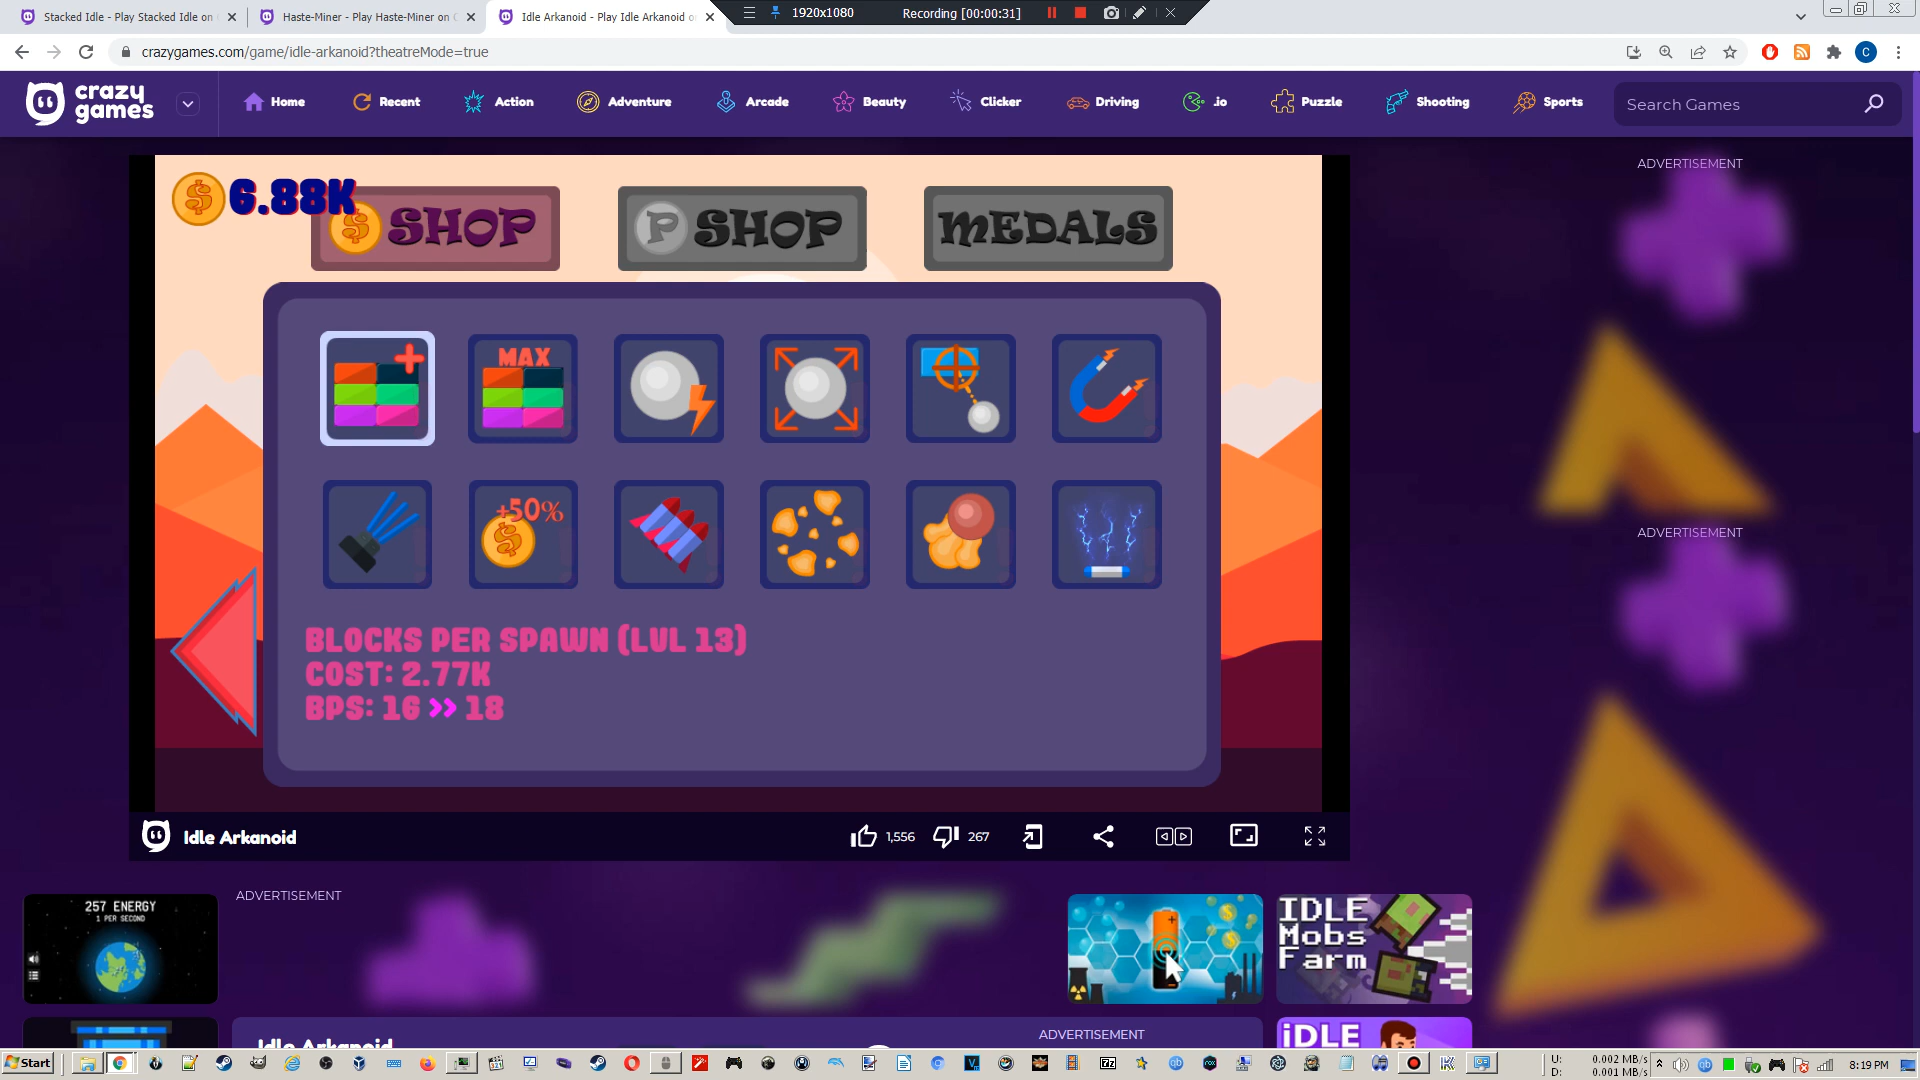 Stacked Idle - Play Stacked Idle on
Haste-Miner - Play Haste-Miner on
Idle Arkanoid - Play Idle Arkanoid o
1920x1080
Recording [00:00:31]
crazygames.com/game/idle-arkanoid?theatreMode=true
C
crazy
games
Home
Recent
Action
Adventure
Arcade
Beauty
Clicker
Driving
.io
Puzzle
Shooting
Sports
Search Games
ADVERTISEMENT
$ 6.88K
$ SHOP
P SHOP
MEDALS
MAX
+50%
$
BLOCKS PER SPAWN (LVL 13)
COST: 2.77K
BPS: 16 >> 18
ADVERTISEMENT
Idle Arkanoid
1,556
267
257 ENERGY
1 PER SECOND
ADVERTISEMENT
IDLE
Mobs
Farm
Idle Arkanoid
ADVERTISEMENT
iDLE
Start
U: 0.002 MB/s
D: 0.001 MB/s
8:19 PM